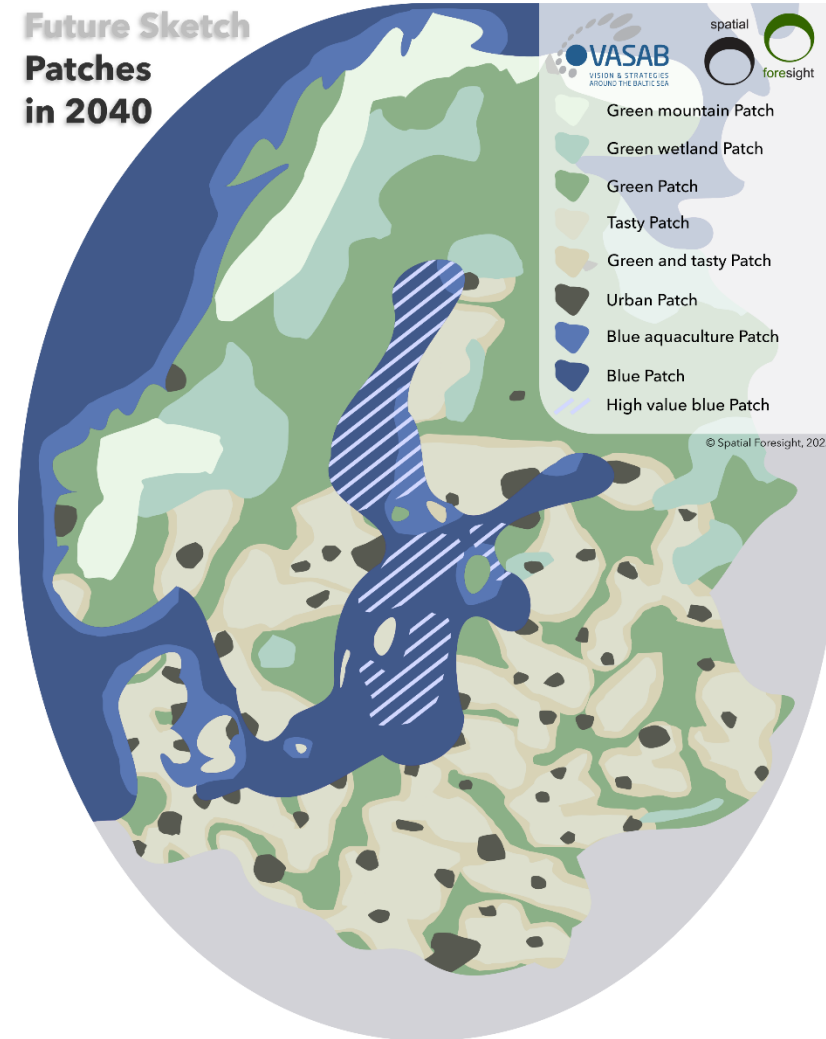 Future Sketch
Patches
in 2040
VASAB
VISION & STRATEGIES
AROUND THE BALTIC SEA
spatial
foresight
Green mountain Patch
Green wetland Patch
Green Patch
Tasty Patch
Green and tasty Patch
Urban Patch
Blue aquaculture Patch
Blue Patch
High value blue Patch
© Spatial Foresight, 202